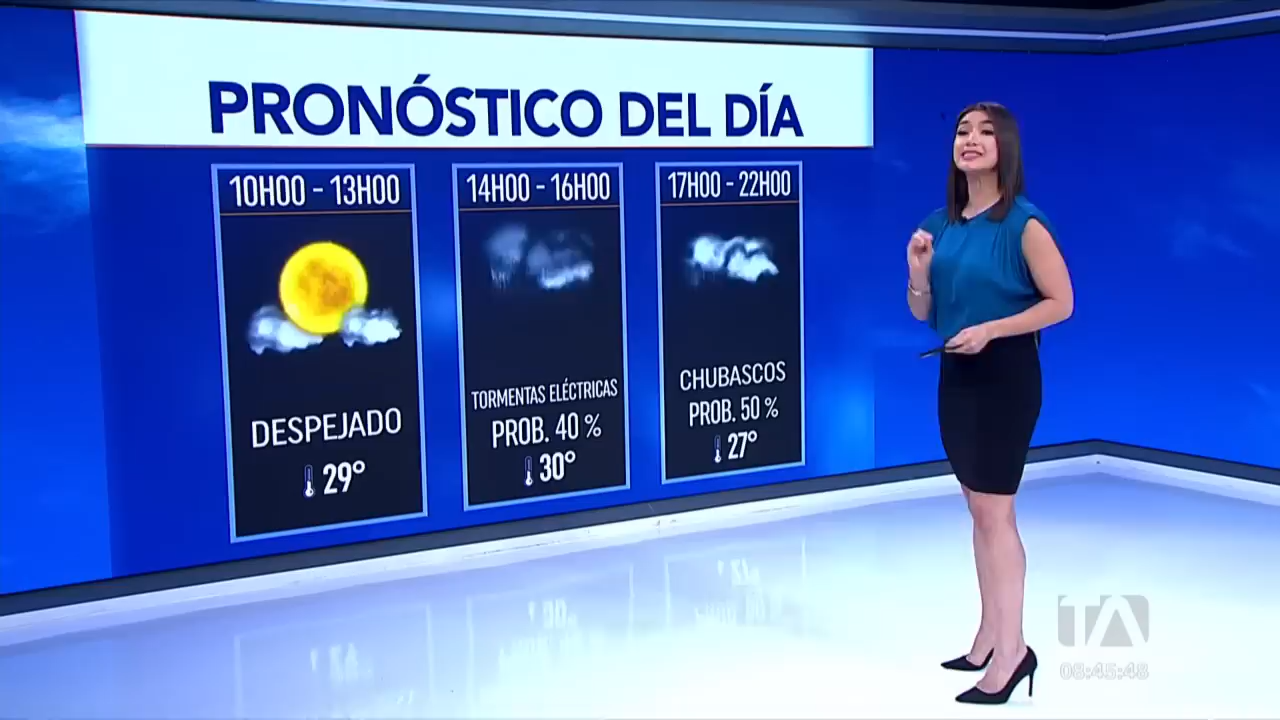 PRONÓSTICO DEL DÍA
10H00 - 13H00
DESPEJADO
29°
14H00 - 16H00
TORMENTAS ELÉCTRICAS
PROB. 40 %
30°
17H00 - 22H00
CHUBASCOS
PROB. 50 %
27°
TA
08:45:48